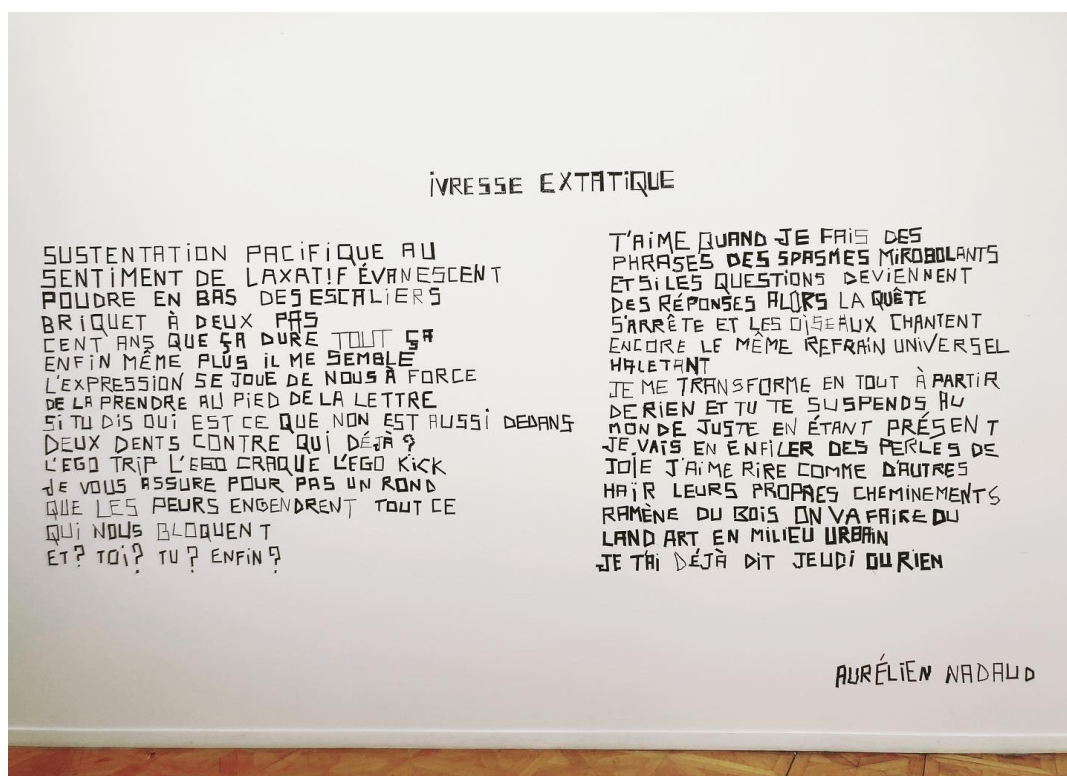 iVRESSE EXTATiQUE
SUSTENTATiON PACiFiQUE AU
SENTiMENT DE LAXATiF ÉVANESCENT
POUDRE EN BAS DES ESCALiERS
BRiQUET À DEUX PAS
CENT ANS QUE ÇA DURE TOUT ÇA
ENFiN MÊME PLUS iL ME SEMBLE
L'EXPRESSiON SE JOUE DE NOUS À FORCE
DE LA PRENDRE AU PiED DE LA LETTRE
Si TU DiS OUi EST CE QUE NON EST AUSSi DEDANS
DEUX DENTS CONTRE QUi DÉJÀ ?
L'EGO TRiP L'EGO CRAQUE L'EGO KiCK
JE VOUS ASSURE POUR PAS UN ROND
QUE LES PEURS ENGENDRENT TOUT CE
QUi NOUS BLOQUENT
ET ? TOi ? TU ? ENFiN ?
T'AiME QUAND JE FAiS DES
PHRASES DES SPASMES MiROBOLANTS
ET Si LES QUESTiONS DEViENNENT
DES RÉPONSES ALORS LA QUÊTE
S'ARRÊTE ET LES OiSEAUX CHANTENT
ENCORE LE MÊME REFRAiN UNiVERSEL
HALETANT
JE ME TRANSFORME EN TOUT À PARTiR
DE RiEN ET TU TE SUSPENDS AU
MONDE JUSTE EN ÉTANT PRÉSENT
JE VAiS EN ENFiLER DES PERLES DE
JOiE J'AiME RiRE COMME D'AUTRES
HAÏR LEURS PROPRES CHEMiNEMENTS
RAMÈNE DU BOiS ON VA FAiRE DU
LAND ART EN MiLiEU URBAiN
JE T'Ai DÉJÀ DiT JEUDi OU RiEN
AURÉLiEN NADAUD